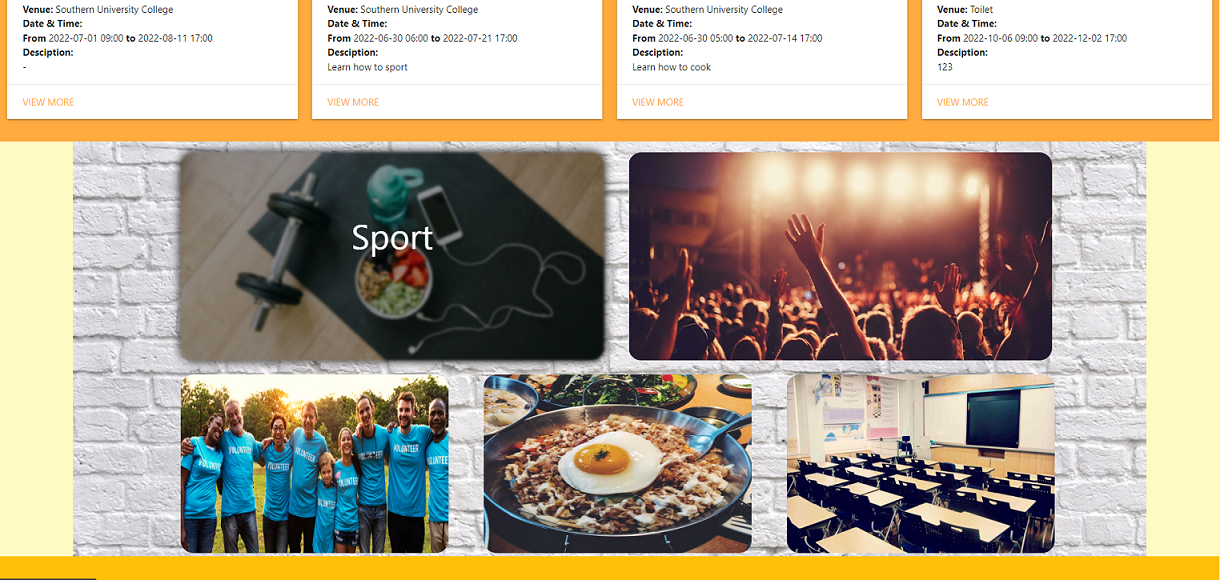 Venue: Southern University College
Date & Time:
From 2022-07-01 09:00 to 2022-08-11 17:00
Desciption:
-
VIEW MORE
Venue: Southern University College
Date & Time:
From 2022-06-30 06:00 to 2022-07-21 17:00
Desciption:
Learn how to sport
VIEW MORE
Venue: Southern University College
Date & Time:
From 2022-06-30 05:00 to 2022-07-14 17:00
Desciption:
Learn how to cook
VIEW MORE
Venue: Toilet
Date & Time:
From 2022-10-06 09:00 to 2022-12-02 17:00
Desciption:
123
VIEW MORE
Sport
VOLUNTEER
VOLUNTEER
VOLUNTEER
VOLUNTEER
VOLUNTEER
VOLUNTEER